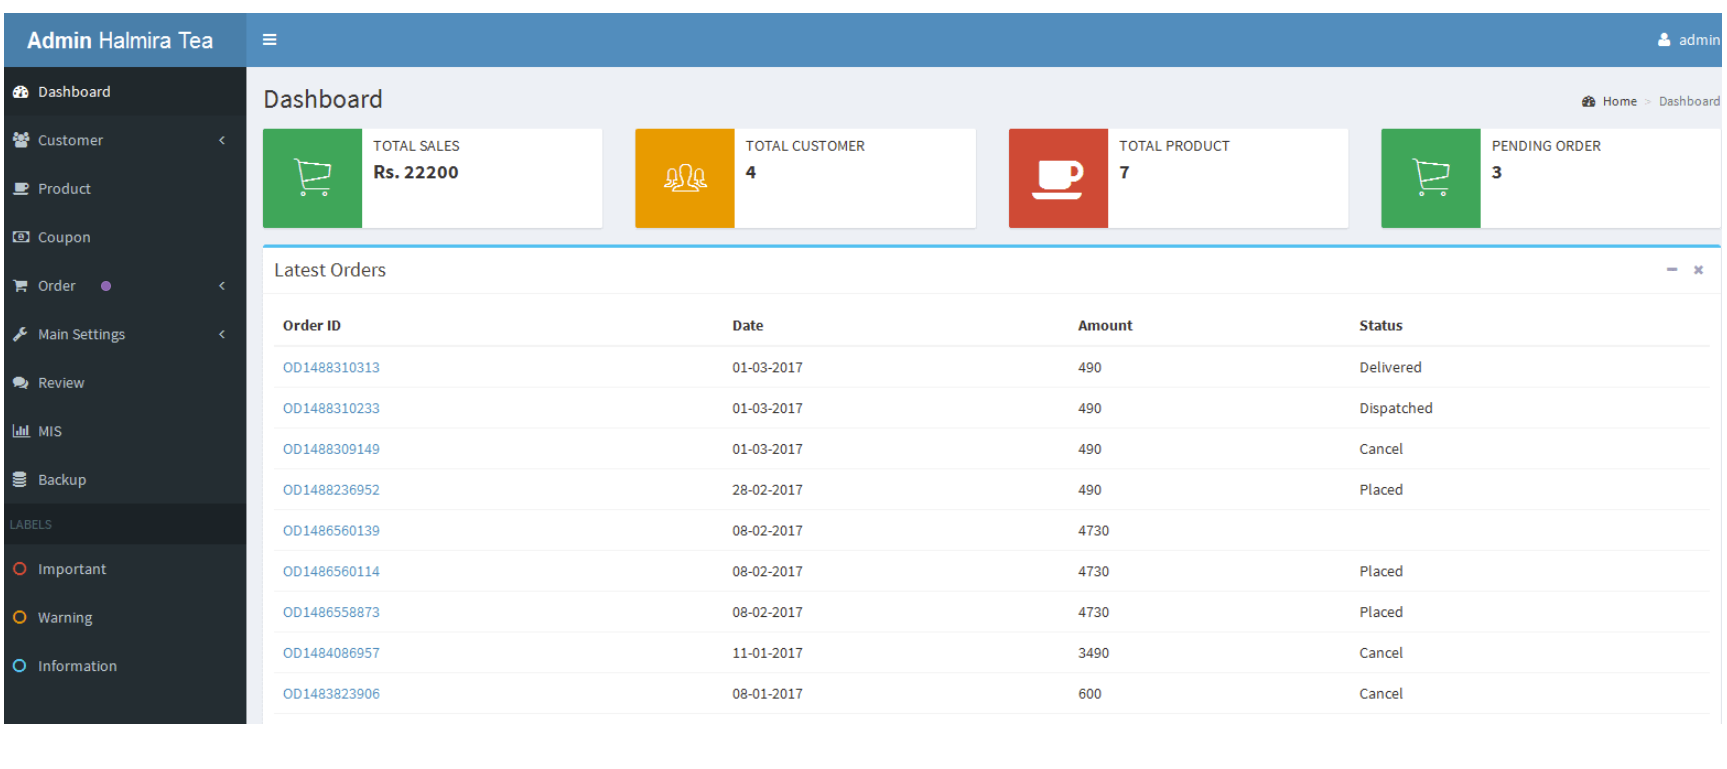 Admin Halmira Tea
admin
Dashboard
Customer
Product
Coupon
Order
Main Settings
Review
MIS
Backup
LABELS
Important
Warning
Information
Dashboard
Home > Dashboard
TOTAL SALES
Rs. 22200
TOTAL CUSTOMER
4
TOTAL PRODUCT
7
PENDING ORDER
3
Latest Orders
Order ID Date Amount Status
OD1488310313 01-03-2017 490 Delivered
OD1488310233 01-03-2017 490 Dispatched
OD1488309149 01-03-2017 490 Cancel
OD1488236952 28-02-2017 490 Placed
OD1486560139 08-02-2017 4730
OD1486560114 08-02-2017 4730 Placed
OD1486558873 08-02-2017 4730 Placed
OD1484086957 11-01-2017 3490 Cancel
OD1483823906 08-01-2017 600 Cancel